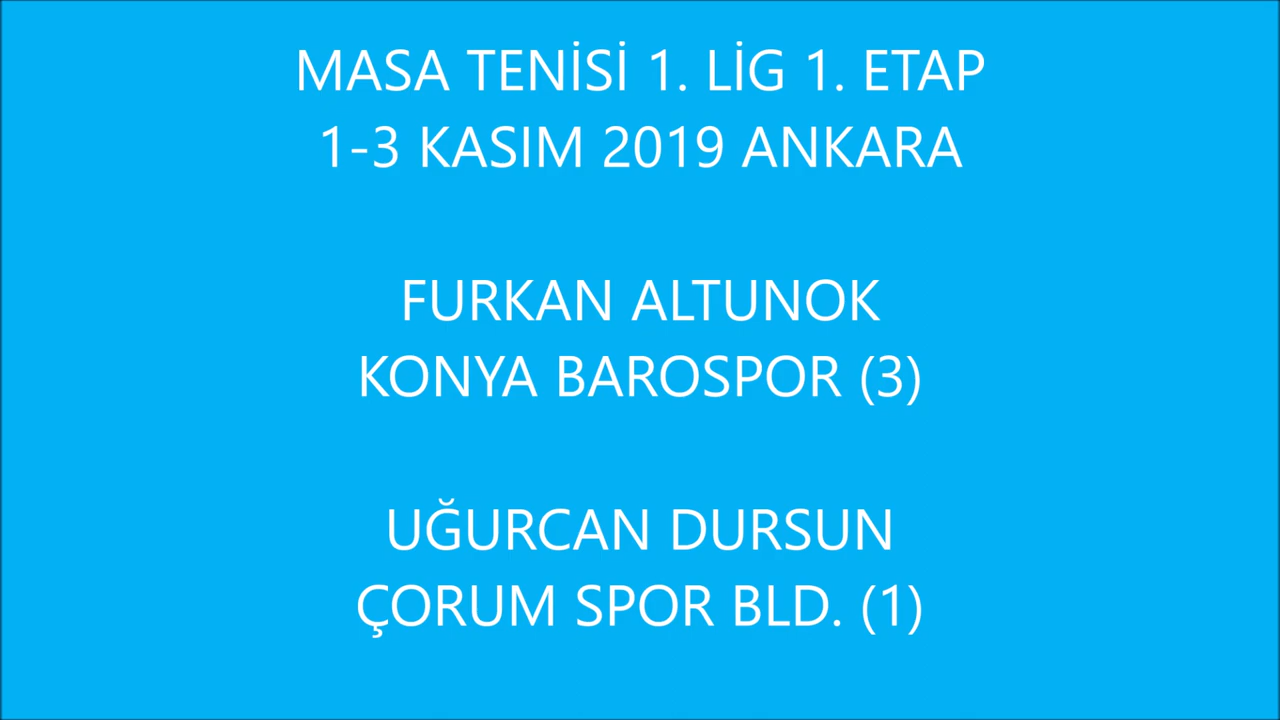 MASA TENİSİ 1. LİG 1. ETAP
1-3 KASIM 2019 ANKARA
FURKAN ALTUNOK
KONYA BAROSPOR (3)
UĞURCAN DURSUN
ÇORUM SPOR BLD. (1)